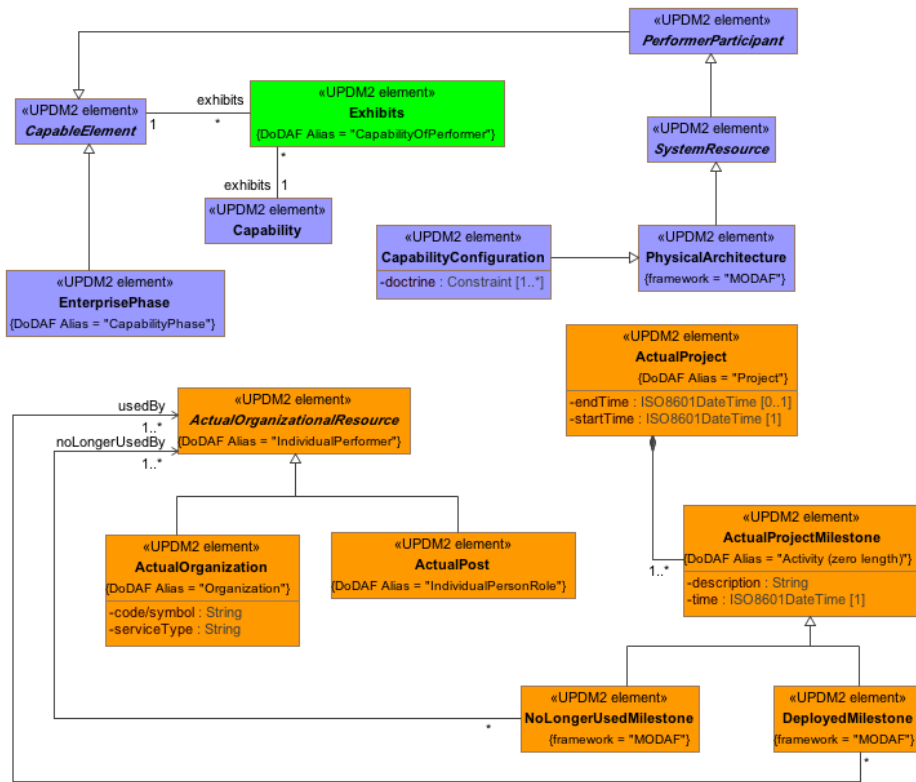 «UPDM2 element»
PerformerParticipant
«UPDM2 element»
CapableElement
exhibits
1
*
«UPDM2 element»
Exhibits
{DoDAF Alias = "CapabilityOfPerformer"}
*
exhibits
1
«UPDM2 element»
Capability
«UPDM2 element»
SystemResource
«UPDM2 element»
CapabilityConfiguration
-doctrine : Constraint [1..*]
«UPDM2 element»
PhysicalArchitecture
{framework = "MODAF"}
«UPDM2 element»
EnterprisePhase
{DoDAF Alias = "CapabilityPhase"}
«UPDM2 element»
ActualProject
{DoDAF Alias = "Project"}
-endTime : ISO8601DateTime [0..1]
-startTime : ISO8601DateTime [1]
usedBy
1..*
noLongerUsedBy
1..*
«UPDM2 element»
ActualOrganizationalResource
{DoDAF Alias = "IndividualPerformer"}
«UPDM2 element»
ActualOrganization
{DoDAF Alias = "Organization"}
-code/symbol : String
-serviceType : String
«UPDM2 element»
ActualPost
{DoDAF Alias = "IndividualPersonRole"}
1..*
«UPDM2 element»
ActualProjectMilestone
{DoDAF Alias = "Activity (zero length)"}
-description : String
-time : ISO8601DateTime [1]
*
«UPDM2 element»
NoLongerUsedMilestone
{framework = "MODAF"}
«UPDM2 element»
DeployedMilestone
{framework = "MODAF"}
*